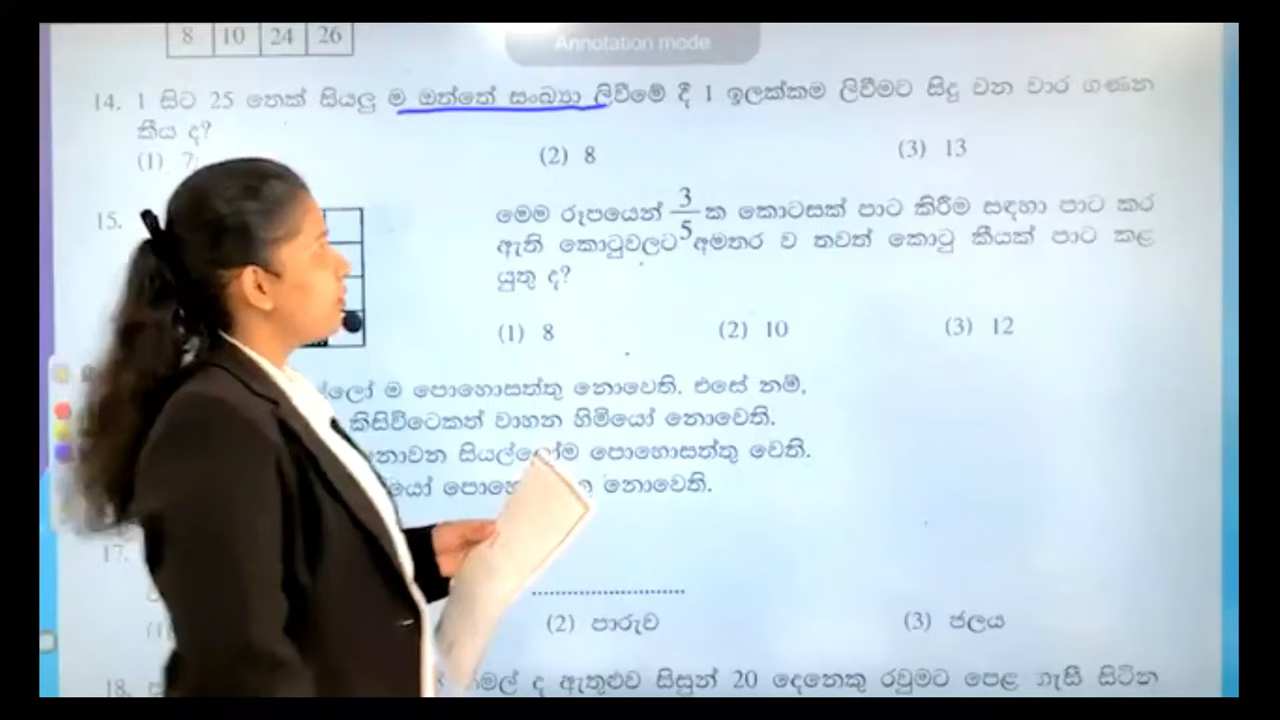 8 10 24 26
Annotation mode
14. 1 සිට 25 තෙක් සියලු ම ඔත්තේ සංඛ්‍යා ලිවීමේ දී 1 ඉලක්කම ලිවීමට සිදු වන වාර ගණන
කීය ද?
(1) 7 (2) 8 (3) 13
15. මෙම රූපයෙන් 3/5 ක කොටසක් පාට කිරීම සඳහා පාට කර
ඇති කොටුවලට අමතර ව තවත් කොටු කීයක් පාට කළ
යුතු ද?
(1) 8 (2) 10 (3) 12
ම පොහොසත්තු නොවෙති. එසේ නම්,
කිසිවිටෙකත් වාහන හිමියෝ නොවෙති.
සියල්ලෝම පොහොසත්තු වෙති.
නොවෙති.
17.
..............................
(2) පාරුව (3) ජලය
18. ද ඇතුළුව සිසුන් 20 දෙනෙකු රවුමට පෙළ ගැසී සිටින